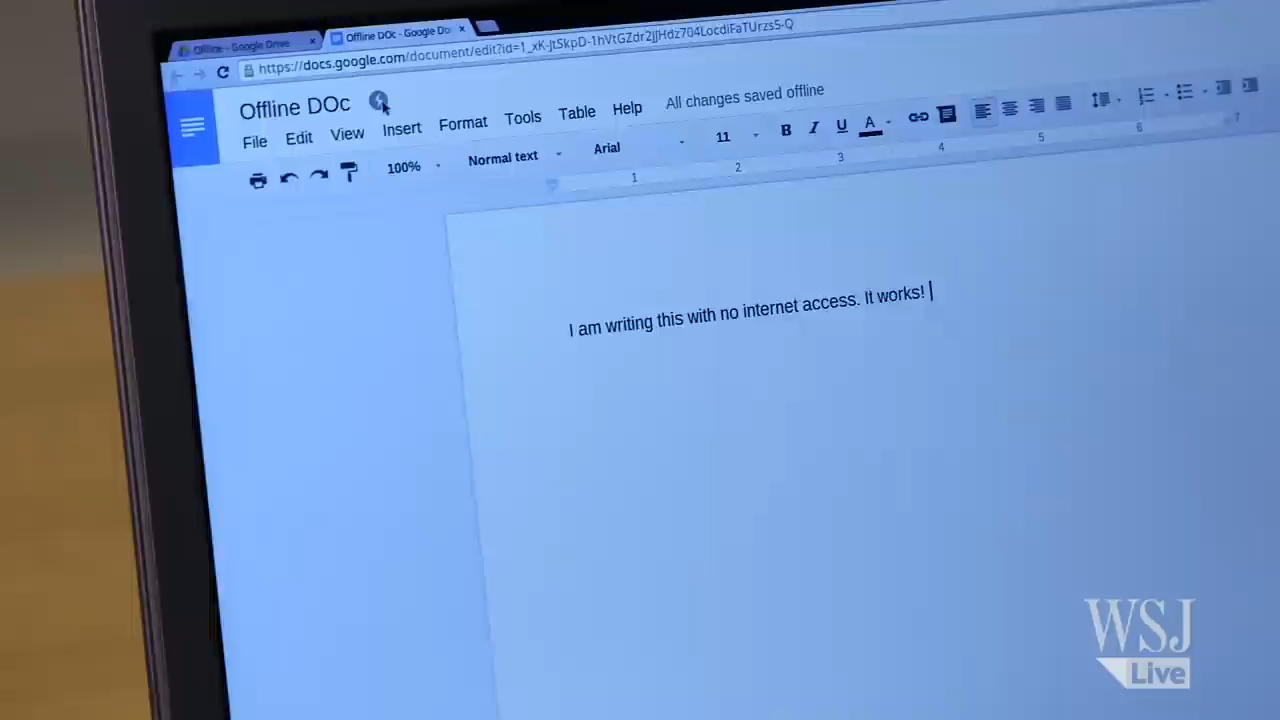 Offline - Google Drive
Offline DOc - Google Do
https://docs.google.com/document/edit?id=1_xK-JtSkpD-1hVtGZdr2jJHdz704LocdiFaTUrzs5-Q
Offline DOc
File Edit View Insert Format Tools Table Help All changes saved offline
100% Normal text Arial 11 B I U A
1 2 3 4 5 6 7
I am writing this with no internet access. It works!
WSJ
Live